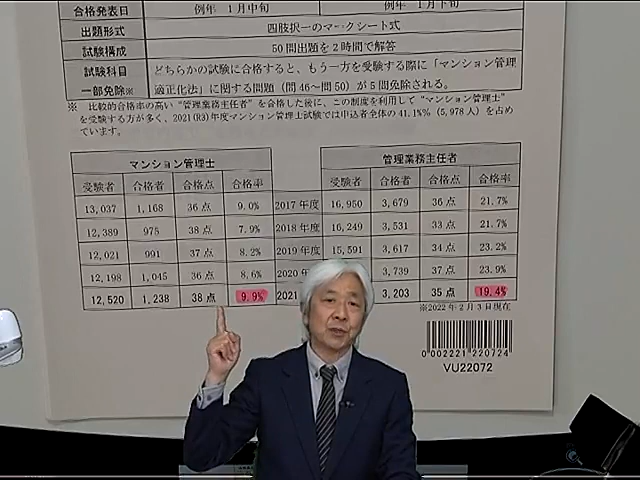 合格発表日 例年 1月中旬 例年 1月下旬
出題形式 四肢択一のマークシート式
試験構成 50問出題を2時間で解答
試験科目 一部免除※ どちらかの試験に合格すると、もう一方を受験する際に「マンション管理
適正化法」に関する問題（問46～問50）が5問免除される。
※ 比較的合格率の高い“管理業務主任者”を合格した後に、この制度を利用して“マンション管理士”
を受験する方が多く、2021(R3)年度マンション管理士試験では申込者全体の41.1%（5,978人）を占め
ています。
マンション管理士 管理業務主任者
受験者 合格者 合格点 合格率 受験者 合格者 合格点 合格率
13,037 1,168 36点 9.0% 2017年度 16,950 3,679 36点 21.7%
12,389 975 38点 7.9% 2018年度 16,249 3,531 33点 21.7%
12,021 991 37点 8.2% 2019年度 15,591 3,617 34点 23.2%
12,198 1,045 36点 8.6% 2020年 3,739 37点 23.9%
12,520 1,238 38点 9.9% 2021 3,203 35点 19.4%
※2022年2月3日現在
0 002221 220724
VU22072